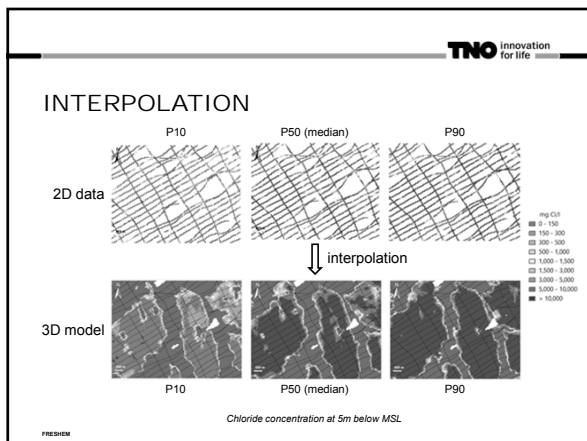 TNO innovation
for life
INTERPOLATION
P10 P50 (median) P90
2D data
interpolation
mg Cl/l
0 - 150
150 - 300
300 - 500
500 - 1,000
1,000 - 1,500
1,500 - 3,000
3,000 - 5,000
5,000 - 10,000
> 10,000
3D model
P10 P50 (median) P90
Chloride concentration at 5m below MSL
FRESHEM